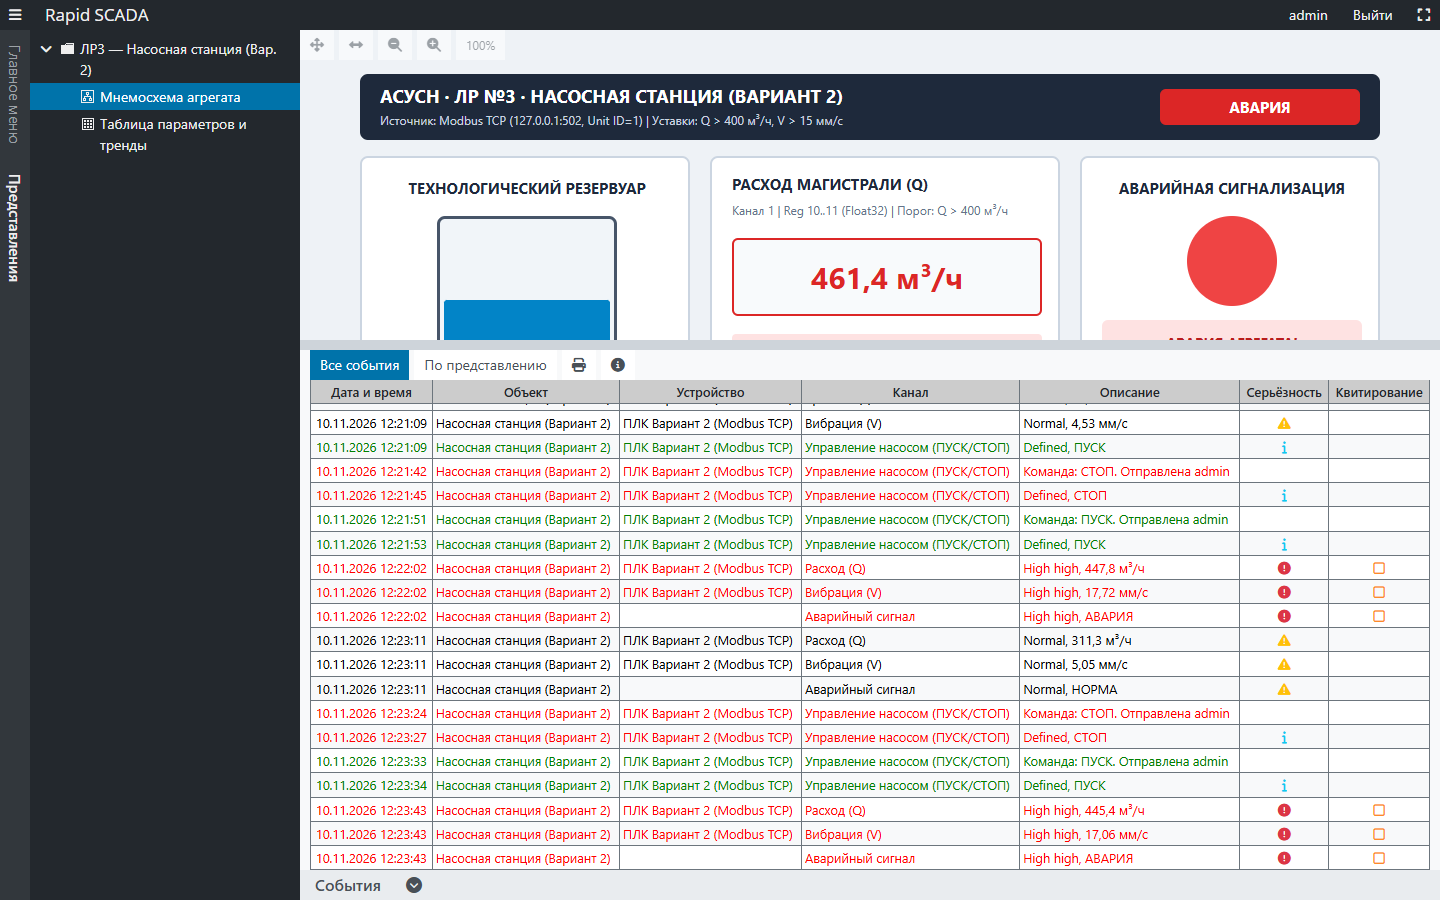 Rapid SCADA
admin
Выйти
Главное меню
Представления
ЛР3 — Насосная станция (Вар. 2)
Мнемосхема агрегата
Таблица параметров и тренды
100%
АСУСН · ЛР №3 · НАСОСНАЯ СТАНЦИЯ (ВАРИАНТ 2)
Источник: Modbus TCP (127.0.0.1:502, Unit ID=1) | Уставки: Q > 400 м³/ч, V > 15 мм/с
АВАРИЯ
ТЕХНОЛОГИЧЕСКИЙ РЕЗЕРВУАР
РАСХОД МАГИСТРАЛИ (Q)
Канал 1 | Reg 10..11 (Float32) | Порог: Q > 400 м³/ч
461,4 м³/ч
АВАРИЙНАЯ СИГНАЛИЗАЦИЯ
Все события
По представлению
Дата и время Объект Устройство Канал Описание Серьёзность Квитирование
10.11.2026 12:21:09 Насосная станция (Вариант 2) ПЛК Вариант 2 (Modbus TCP) Вибрация (V) Normal, 4,53 мм/с
10.11.2026 12:21:09 Насосная станция (Вариант 2) ПЛК Вариант 2 (Modbus TCP) Управление насосом (ПУСК/СТОП) Defined, ПУСК
10.11.2026 12:21:42 Насосная станция (Вариант 2) ПЛК Вариант 2 (Modbus TCP) Управление насосом (ПУСК/СТОП) Команда: СТОП. Отправлена admin
10.11.2026 12:21:45 Насосная станция (Вариант 2) ПЛК Вариант 2 (Modbus TCP) Управление насосом (ПУСК/СТОП) Defined, СТОП
10.11.2026 12:21:51 Насосная станция (Вариант 2) ПЛК Вариант 2 (Modbus TCP) Управление насосом (ПУСК/СТОП) Команда: ПУСК. Отправлена admin
10.11.2026 12:21:53 Насосная станция (Вариант 2) ПЛК Вариант 2 (Modbus TCP) Управление насосом (ПУСК/СТОП) Defined, ПУСК
10.11.2026 12:22:02 Насосная станция (Вариант 2) ПЛК Вариант 2 (Modbus TCP) Расход (Q) High high, 447,8 м³/ч
10.11.2026 12:22:02 Насосная станция (Вариант 2) ПЛК Вариант 2 (Modbus TCP) Вибрация (V) High high, 17,72 мм/с
10.11.2026 12:22:02 Насосная станция (Вариант 2) Аварийный сигнал High high, АВАРИЯ
10.11.2026 12:23:11 Насосная станция (Вариант 2) ПЛК Вариант 2 (Modbus TCP) Расход (Q) Normal, 311,3 м³/ч
10.11.2026 12:23:11 Насосная станция (Вариант 2) ПЛК Вариант 2 (Modbus TCP) Вибрация (V) Normal, 5,05 мм/с
10.11.2026 12:23:11 Насосная станция (Вариант 2) Аварийный сигнал Normal, НОРМА
10.11.2026 12:23:24 Насосная станция (Вариант 2) ПЛК Вариант 2 (Modbus TCP) Управление насосом (ПУСК/СТОП) Команда: СТОП. Отправлена admin
10.11.2026 12:23:27 Насосная станция (Вариант 2) ПЛК Вариант 2 (Modbus TCP) Управление насосом (ПУСК/СТОП) Defined, СТОП
10.11.2026 12:23:33 Насосная станция (Вариант 2) ПЛК Вариант 2 (Modbus TCP) Управление насосом (ПУСК/СТОП) Команда: ПУСК. Отправлена admin
10.11.2026 12:23:34 Насосная станция (Вариант 2) ПЛК Вариант 2 (Modbus TCP) Управление насосом (ПУСК/СТОП) Defined, ПУСК
10.11.2026 12:23:43 Насосная станция (Вариант 2) ПЛК Вариант 2 (Modbus TCP) Расход (Q) High high, 445,4 м³/ч
10.11.2026 12:23:43 Насосная станция (Вариант 2) ПЛК Вариант 2 (Modbus TCP) Вибрация (V) High high, 17,06 мм/с
10.11.2026 12:23:43 Насосная станция (Вариант 2) Аварийный сигнал High high, АВАРИЯ
События